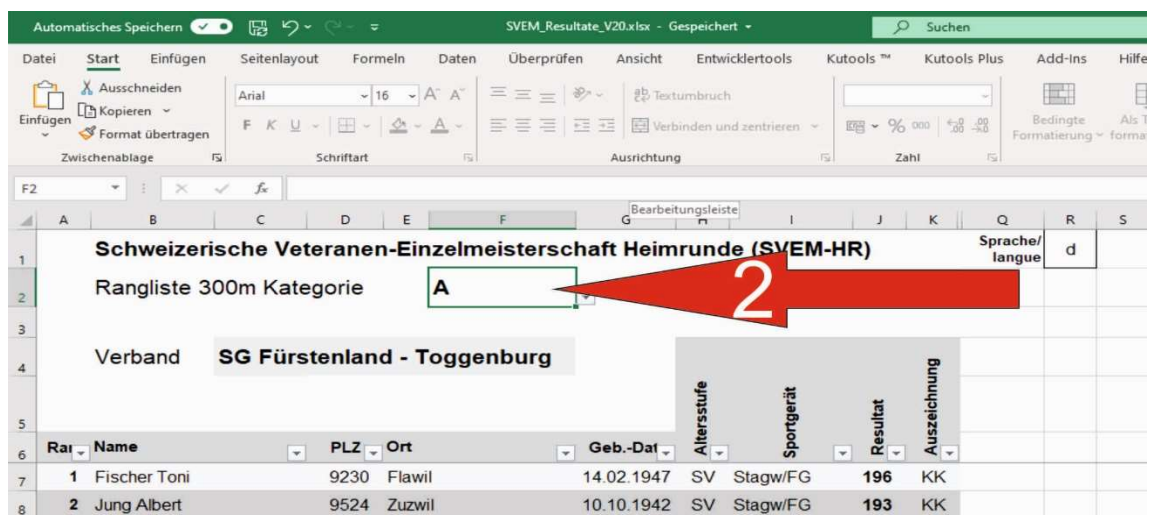 Automatisches Speichern SVEM_Resultate_V20.xlsx - Gespeichert Suchen
Datei Start Einfügen Seitenlayout Formeln Daten Überprüfen Ansicht Entwicklertools Kutools ™ Kutools Plus Add-Ins Hilfe
Einfügen Ausschneiden Kopieren Format übertragen
Arial 16 A A Textumbruch
F K U A Verbinden und zentrieren % 000 Bedingte Formatierung Als
Zwischenablage Schriftart Ausrichtung Zahl
F2 fx
Bearbeitungsleiste
A B C D E F G H I J K Q R S
1 Schweizerische Veteranen-Einzelmeisterschaft Heimrunde (SVEM-HR) Sprache/ langue d
2 Rangliste 300m Kategorie A 2
3
4 Verband SG Fürstenland - Toggenburg
5 Altersstufe Sportgerät Resultat Auszeichnung
6 Ran Name PLZ Ort Geb.-Dat
7 1 Fischer Toni 9230 Flawil 14.02.1947 SV Stagw/FG 196 KK
8 2 Jung Albert 9524 Zuzwil 10.10.1942 SV Stagw/FG 193 KK